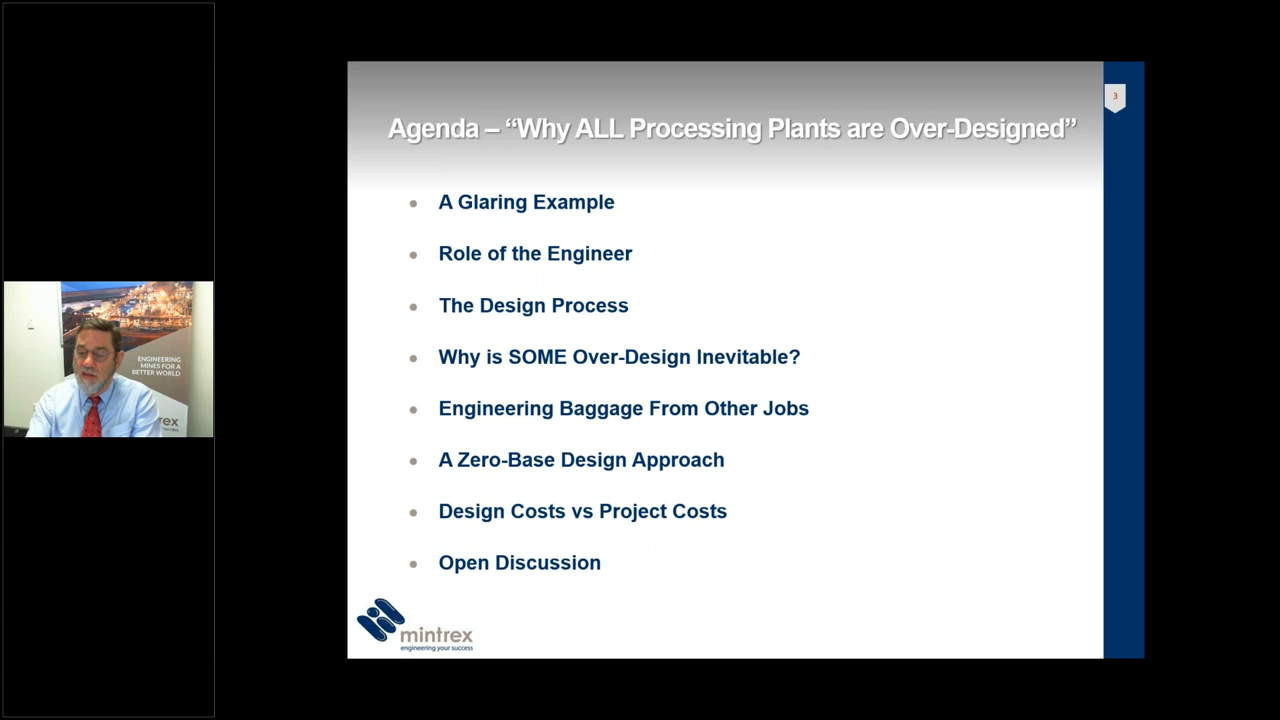 3
Agenda – “Why ALL Processing Plants are Over-Designed”
A Glaring Example
Role of the Engineer
The Design Process
Why is SOME Over-Design Inevitable?
Engineering Baggage From Other Jobs
A Zero-Base Design Approach
Design Costs vs Project Costs
Open Discussion
mintrex
engineering your success
ENGINEERING
MINES FOR A
BETTER WORLD
rex